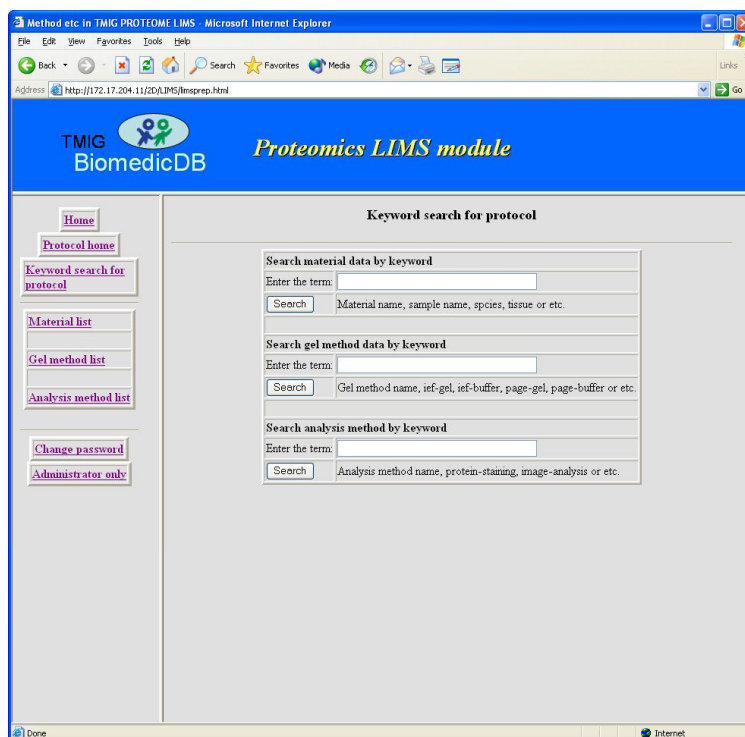 Method etc in TMIG PROTEOME LIMS - Microsoft Internet Explorer
File Edit View Favorites Tools Help
Back Search Favorites Media Links
Address http://172.17.204.11/2D/LIMS/limsprep.html Go
TMIG
BiomedicDB
Proteomics LIMS module
Home
Protocol home
Keyword search for
protocol
Material list
Gel method list
Analysis method list
Change password
Administrator only
Keyword search for protocol
Search material data by keyword
Enter the term:
Search Material name, sample name, spcies, tissue or etc.
Search gel method data by keyword
Enter the term:
Search Gel method name, ief-gel, ief-buffer, page-gel, page-buffer or etc.
Search analysis method by keyword
Enter the term:
Search Analysis method name, protein-staining, image-analysis or etc.
Done Internet